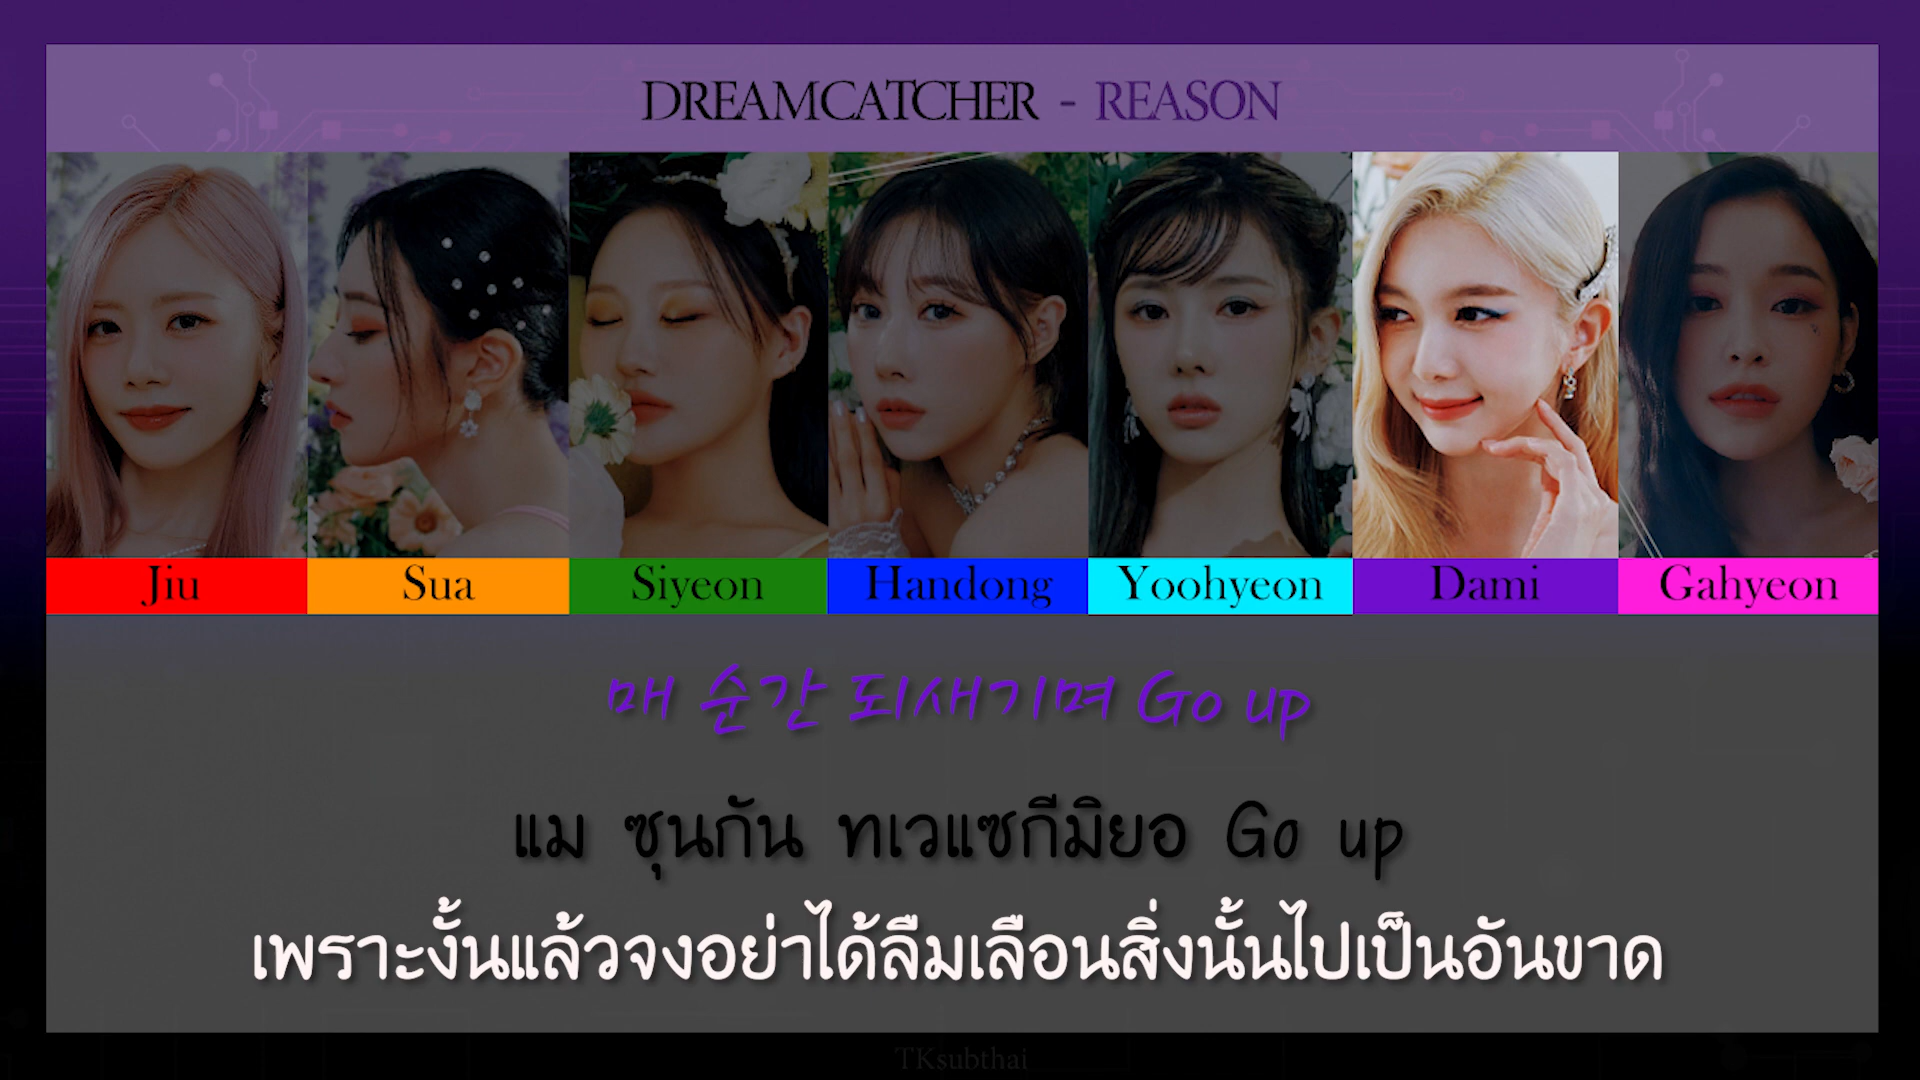 DREAMCATCHER - REASON
Jiu Sua Siyeon Handong Yoohyeon Dami Gahyeon
매 순간 되새기며 Go up
แม ซุนกัน ทเวแซกีมิยอ Go up
เพราะงั้นแล้วจงอย่าได้ลืมเลือนสิ่งนั้นไปเป็นอันขาด
TKsubthai